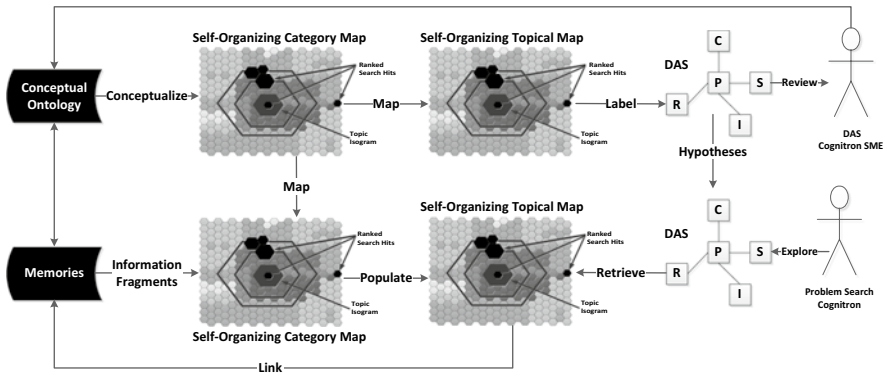 Self-Organizing Category Map
Self-Organizing Topical Map
Conceptual
Ontology
Conceptualize
Ranked
Search Hits
Topic
Isogram
Map
Ranked
Search Hits
Topic
Isogram
Label
DAS
C
P
S
R
I
Review
DAS
Cognitron SME
Map
Hypotheses
Self-Organizing Topical Map
Memories
Information
Fragments
Ranked
Search Hits
Topic
Isogram
Populate
Ranked
Search Hits
Topic
Isogram
Retrieve
DAS
C
P
S
R
I
Explore
Problem Search
Cognitron
Self-Organizing Category Map
Link